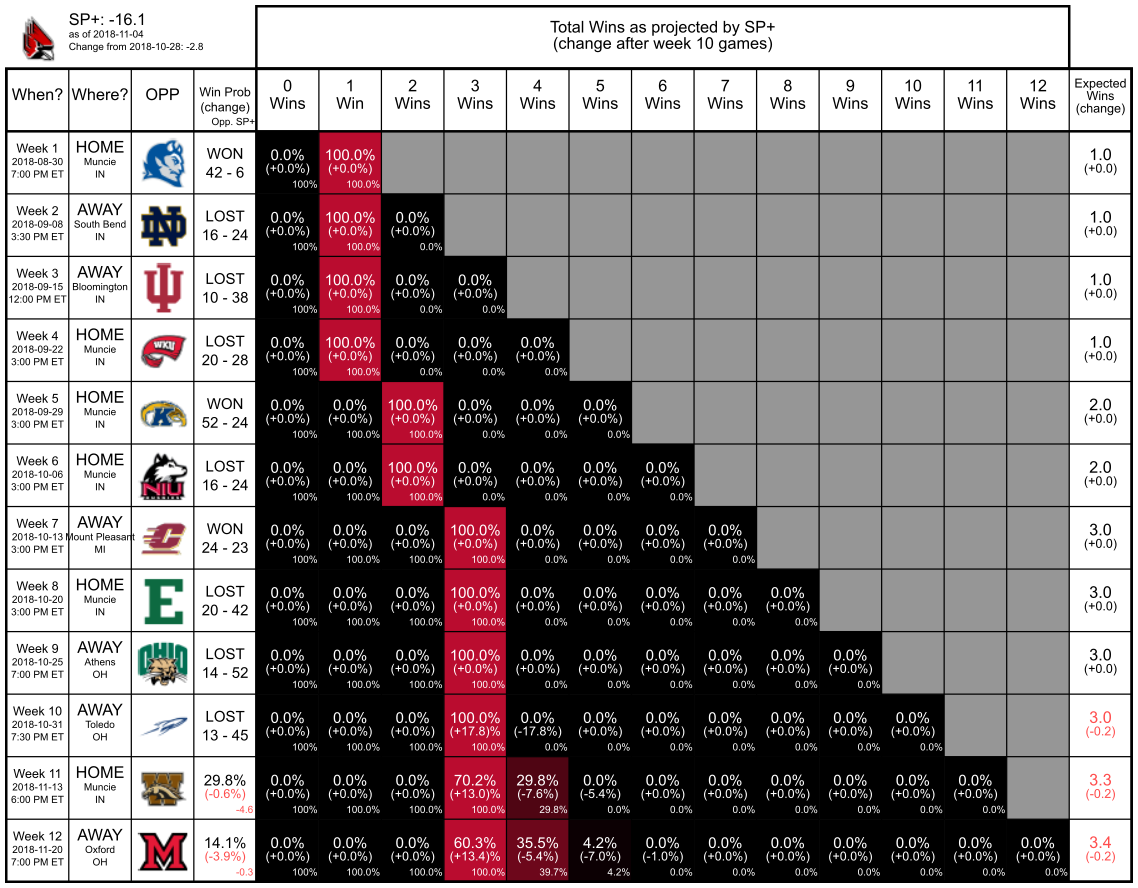 SP+: -16.1
as of 2018-11-04
Change from 2018-10-28: -2.8
Total Wins as projected by SP+
(change after week 10 games)
When? Where? OPP Win Prob (change) Opp. SP+ 0 Wins 1 Win 2 Wins 3 Wins 4 Wins 5 Wins 6 Wins 7 Wins 8 Wins 9 Wins 10 Wins 11 Wins 12 Wins Expected Wins (change)
Week 1 HOME WON 0.0% 100.0% 1.0
2018-08-30 Muncie (+0.0%) (+0.0%) (+0.0)
7:00 PM ET IN 42 - 6 100% 100.0%
Week 2 AWAY LOST 0.0% 100.0% 0.0% 1.0
2018-09-08 South Bend ND (+0.0%) (+0.0%) (+0.0%) (+0.0)
3:30 PM ET IN 16 - 24 100% 100.0% 0.0%
Week 3 AWAY LOST 0.0% 100.0% 0.0% 0.0% 1.0
2018-09-15 Bloomington IU (+0.0%) (+0.0%) (+0.0%) (+0.0%) (+0.0)
12:00 PM ET IN 10 - 38 100% 100.0% 0.0% 0.0%
Week 4 HOME LOST 0.0% 100.0% 0.0% 0.0% 0.0% 1.0
2018-09-22 Muncie WKU (+0.0%) (+0.0%) (+0.0%) (+0.0%) (+0.0%) (+0.0)
3:00 PM ET IN 20 - 28 100% 100.0% 0.0% 0.0% 0.0%
Week 5 HOME WON 0.0% 0.0% 100.0% 0.0% 0.0% 0.0% 2.0
2018-09-29 Muncie K (+0.0%) (+0.0%) (+0.0%) (+0.0%) (+0.0%) (+0.0%) (+0.0)
3:00 PM ET IN 52 - 24 100% 100.0% 100.0% 0.0% 0.0% 0.0%
Week 6 HOME LOST 0.0% 0.0% 100.0% 0.0% 0.0% 0.0% 0.0% 2.0
2018-10-06 Muncie NIU (+0.0%) (+0.0%) (+0.0%) (+0.0%) (+0.0%) (+0.0%) (+0.0%) (+0.0)
3:00 PM ET IN 16 - 24 100% 100.0% 100.0% 0.0% 0.0% 0.0% 0.0%
Week 7 AWAY WON 0.0% 0.0% 0.0% 100.0% 0.0% 0.0% 0.0% 0.0% 3.0
2018-10-13 Mount Pleasant C (+0.0%) (+0.0%) (+0.0%) (+0.0%) (+0.0%) (+0.0%) (+0.0%) (+0.0%) (+0.0)
3:00 PM ET MI 24 - 23 100% 100.0% 100.0% 100.0% 0.0% 0.0% 0.0% 0.0%
Week 8 HOME LOST 0.0% 0.0% 0.0% 100.0% 0.0% 0.0% 0.0% 0.0% 0.0% 3.0
2018-10-20 Muncie E (+0.0%) (+0.0%) (+0.0%) (+0.0%) (+0.0%) (+0.0%) (+0.0%) (+0.0%) (+0.0%) (+0.0)
3:00 PM ET IN 20 - 42 100% 100.0% 100.0% 100.0% 0.0% 0.0% 0.0% 0.0% 0.0%
Week 9 AWAY LOST 0.0% 0.0% 0.0% 100.0% 0.0% 0.0% 0.0% 0.0% 0.0% 0.0% 3.0
2018-10-25 Athens OHIO (+0.0%) (+0.0%) (+0.0%) (+0.0%) (+0.0%) (+0.0%) (+0.0%) (+0.0%) (+0.0%) (+0.0%) (+0.0)
7:00 PM ET OH 14 - 52 100% 100.0% 100.0% 100.0% 0.0% 0.0% 0.0% 0.0% 0.0% 0.0%
Week 10 AWAY LOST 0.0% 0.0% 0.0% 100.0% 0.0% 0.0% 0.0% 0.0% 0.0% 0.0% 0.0% 3.0
2018-10-31 Toledo (+0.0%) (+0.0%) (+0.0%) (+17.8)% (-17.8%) (+0.0%) (+0.0%) (+0.0%) (+0.0%) (+0.0%) (+0.0%) (-0.2)
7:30 PM ET OH 13 - 45 100% 100.0% 100.0% 100.0% 0.0% 0.0% 0.0% 0.0% 0.0% 0.0% 0.0%
Week 11 HOME 29.8% 0.0% 0.0% 0.0% 70.2% 29.8% 0.0% 0.0% 0.0% 0.0% 0.0% 0.0% 0.0% 3.3
2018-11-13 Muncie W (-0.6%) (+0.0%) (+0.0%) (+0.0%) (+13.0)% (-7.6%) (-5.4%) (+0.0%) (+0.0%) (+0.0%) (+0.0%) (+0.0%) (+0.0%) (-0.2)
6:00 PM ET IN -4.6 100% 100.0% 100.0% 100.0% 29.8% 0.0% 0.0% 0.0% 0.0% 0.0% 0.0% 0.0%
Week 12 AWAY 14.1% 0.0% 0.0% 0.0% 60.3% 35.5% 4.2% 0.0% 0.0% 0.0% 0.0% 0.0% 0.0% 0.0% 3.4
2018-11-20 Oxford M (-3.9%) (+0.0%) (+0.0%) (+0.0%) (+13.4)% (-5.4%) (-7.0%) (-1.0%) (+0.0%) (+0.0%) (+0.0%) (+0.0%) (+0.0%) (+0.0%) (-0.2)
7:00 PM ET OH -0.3 100% 100.0% 100.0% 100.0% 39.7% 4.2% 0.0% 0.0% 0.0% 0.0% 0.0% 0.0% 0.0%